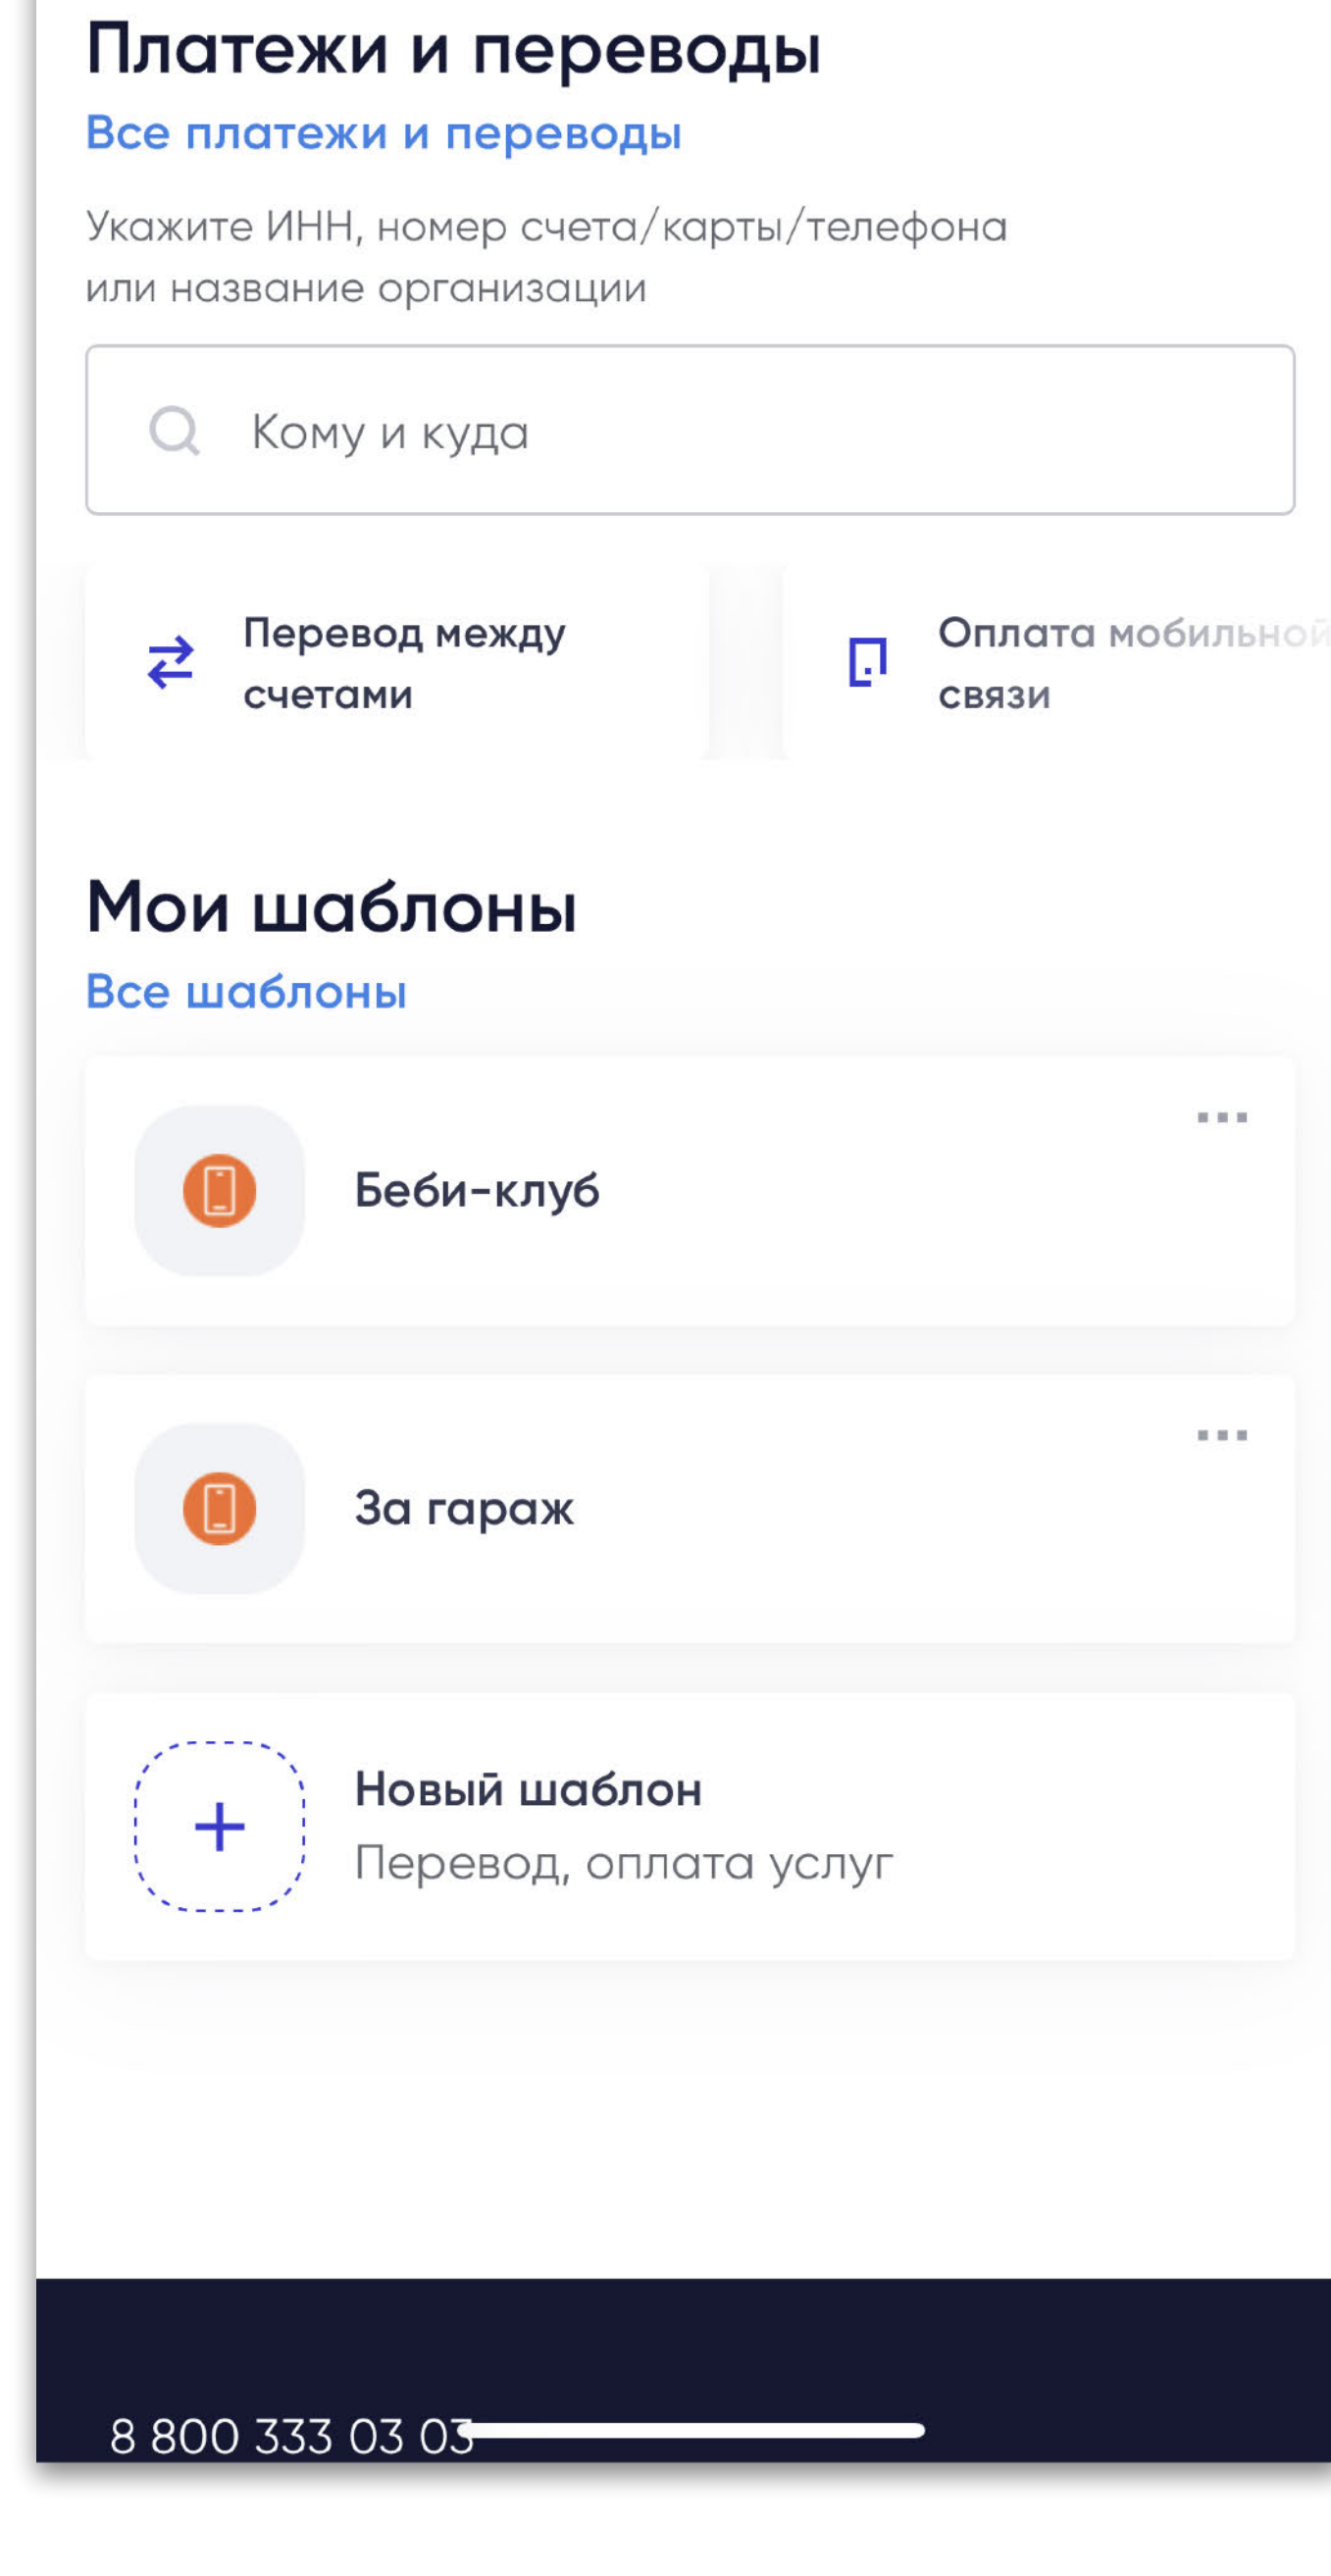 Платежи и переводы
Все платежи и переводы
Укажите ИНН, номер счета/карты/телефона
или название организации
Кому и куда
Перевод между
счетами
Оплата мобильной
связи
Мои шаблоны
Все шаблоны
Беби-клуб
За гараж
Новый шаблон
Перевод, оплата услуг
8 800 333 03 03